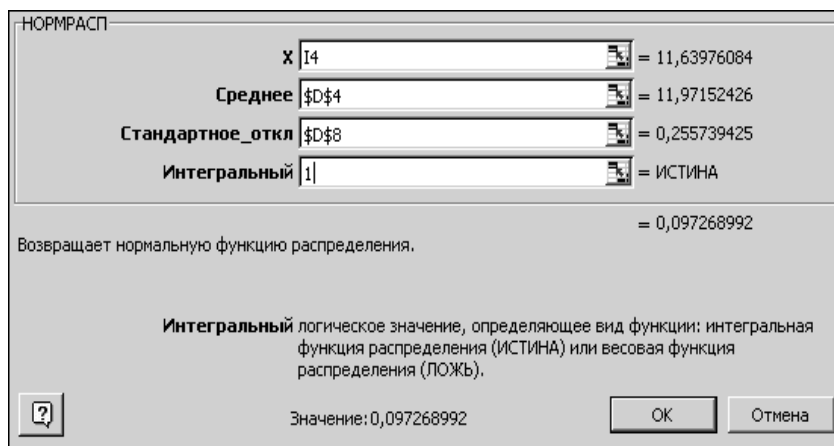 НОРМРАСП
X I4 = 11,63976084
Среднее $D$4 = 11,97152426
Стандартное_откл $D$8 = 0,255739425
Интегральный 1 = ИСТИНА
= 0,097268992
Возвращает нормальную функцию распределения.
Интегральный логическое значение, определяющее вид функции: интегральная
функция распределения (ИСТИНА) или весовая функция
распределения (ЛОЖЬ).
? Значение:0,097268992 OK Отмена